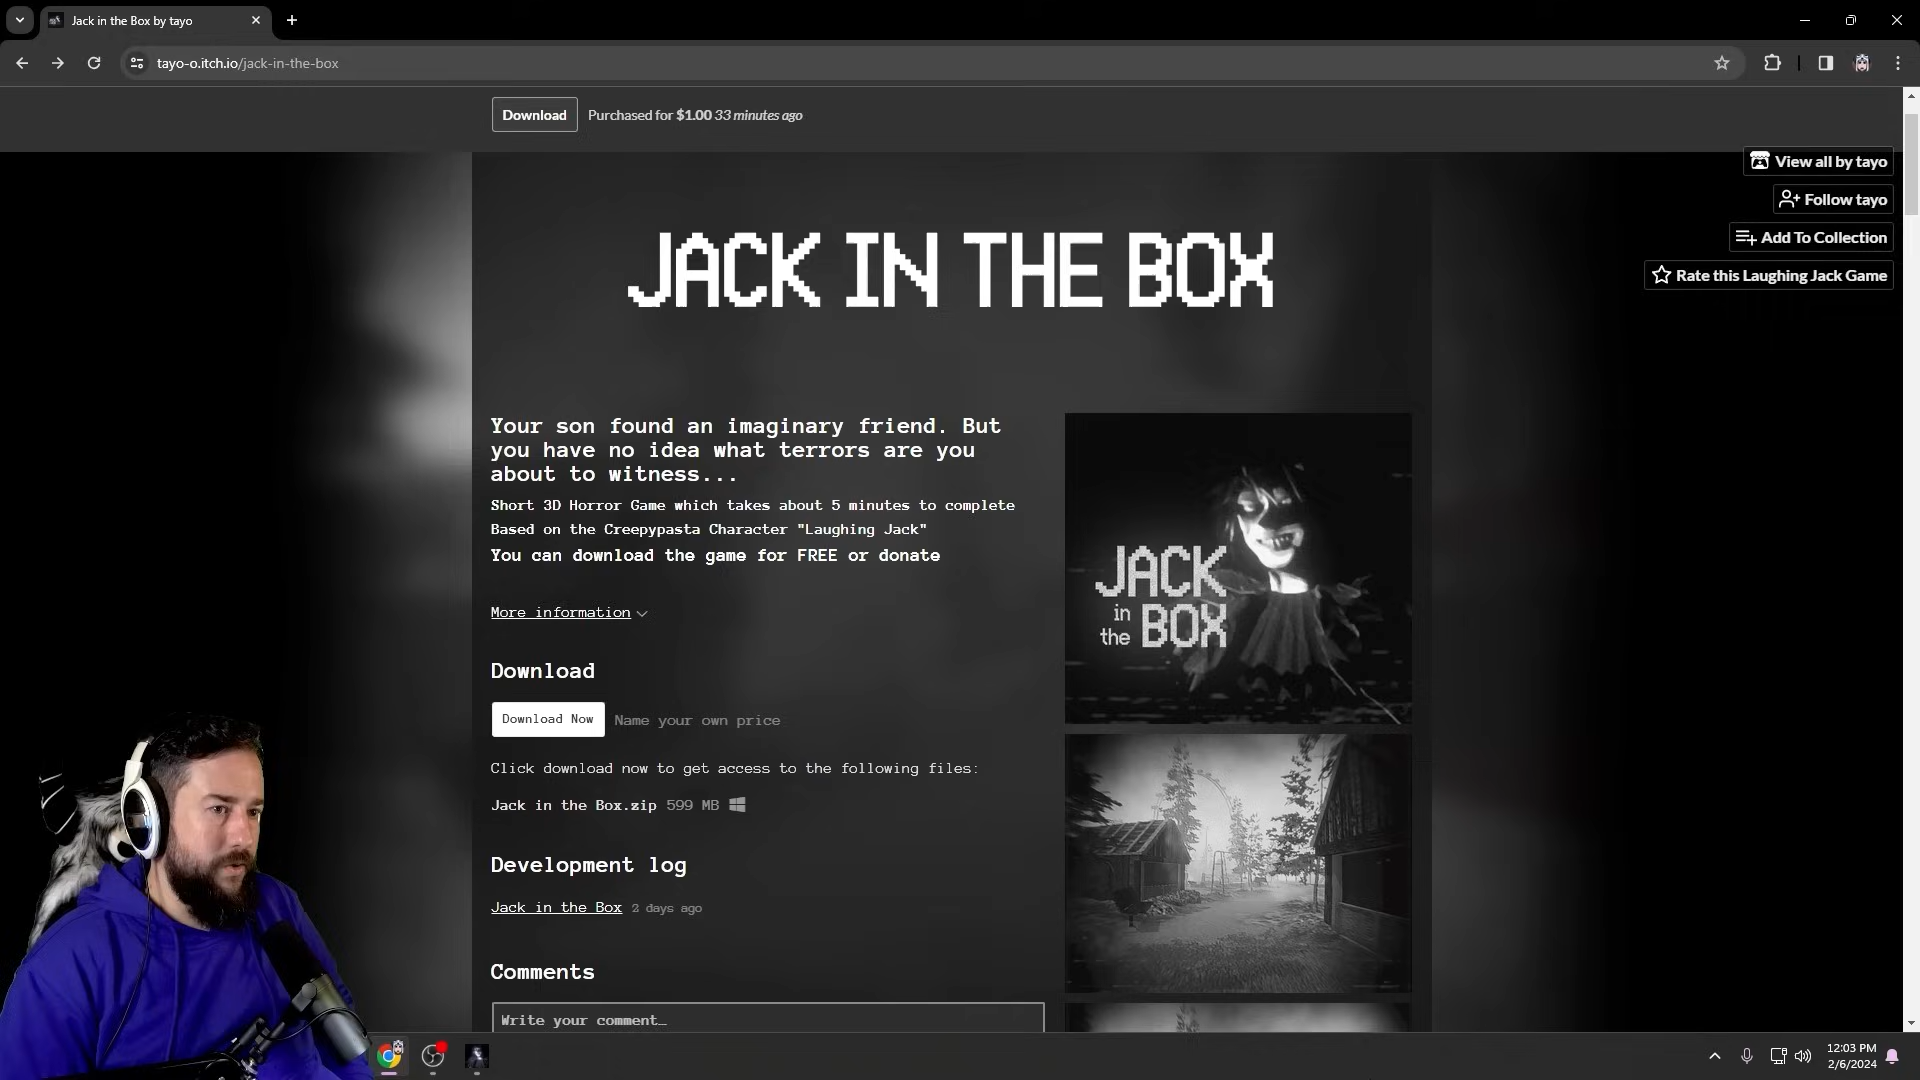 Jack in the Box by tayo
tayo-o.itch.io/jack-in-the-box
Download Purchased for $1.00 33 minutes ago
View all by tayo
Follow tayo
Add To Collection
Rate this Laughing Jack Game
JACK IN THE BOX
Your son found an imaginary friend. But
you have no idea what terrors are you
about to witness...
Short 3D Horror Game which takes about 5 minutes to complete
Based on the Creepypasta Character "Laughing Jack"
You can download the game for FREE or donate
More information
Download
Download Now Name your own price
Click download now to get access to the following files:
Jack in the Box.zip 599 MB
Development log
Jack in the Box 2 days ago
Comments
Write your comment…
JACK
in
the BOX
12:03 PM
2/6/2024